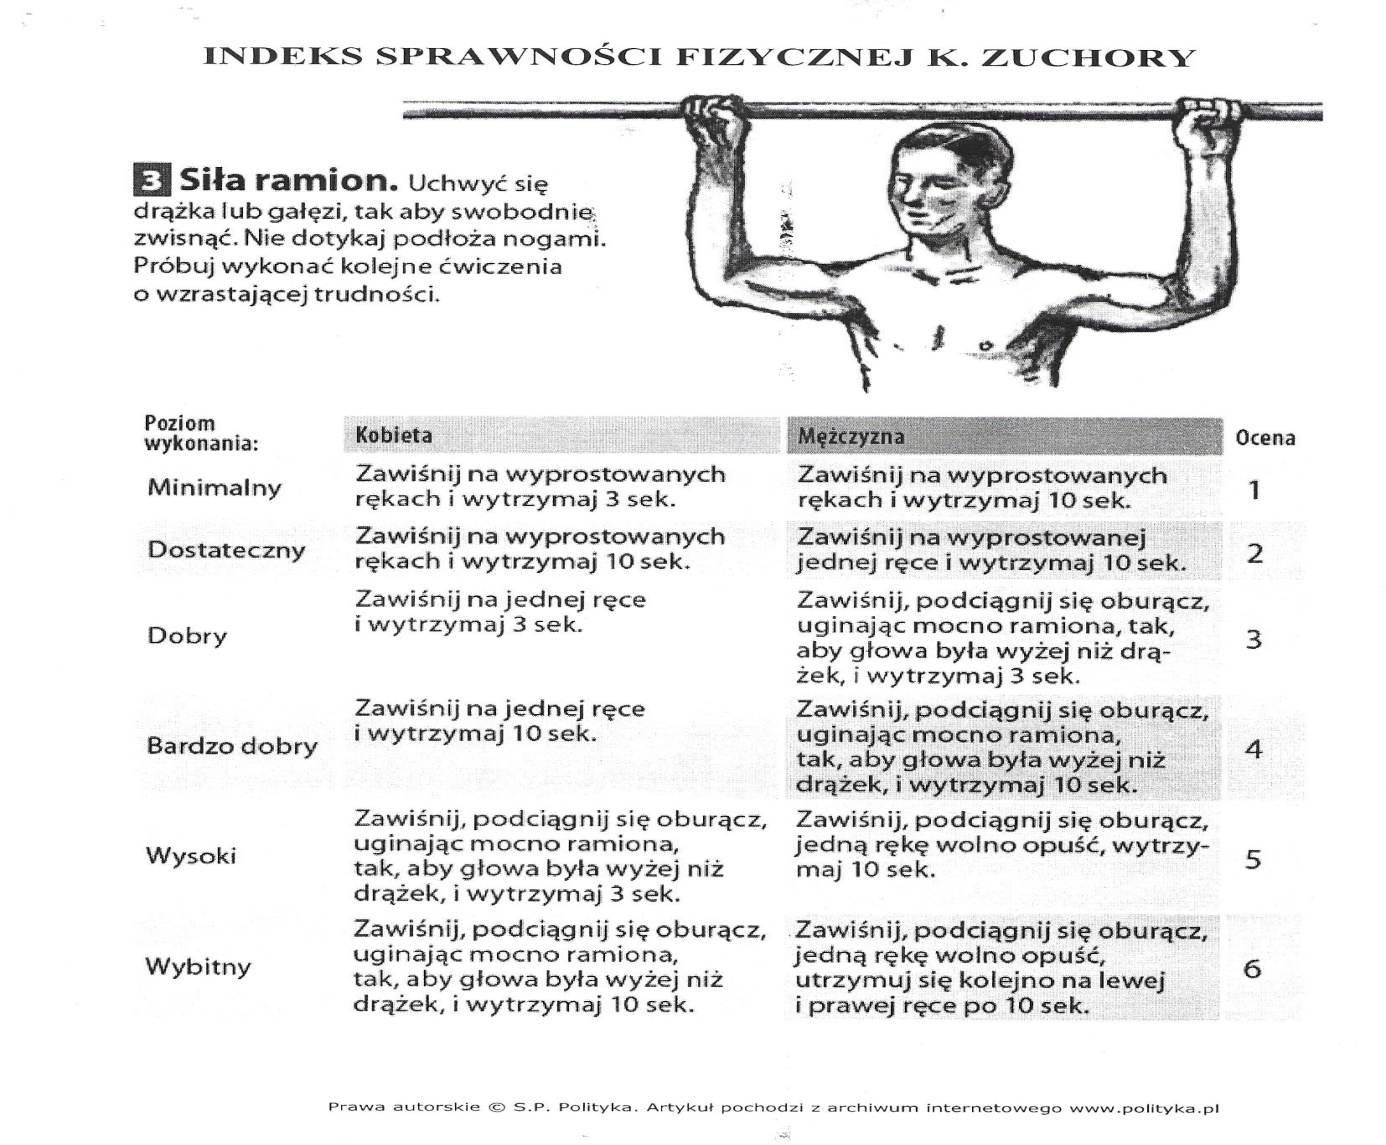 INDEKS SPRAWNOŚCI FIZYCZNEJ K. ZUCHORY
3 Siła ramion. Uchwyć się
drążka lub gałęzi, tak aby swobodnie
zwisnąć. Nie dotykaj podłoża nogami.
Próbuj wykonać kolejne ćwiczenia
o wzrastającej trudności.
Poziom
wykonania:
Kobieta
Mężczyzna
Ocena
Minimalny
Zawiśnij na wyprostowanych
rękach i wytrzymaj 3 sek.
Zawiśnij na wyprostowanych
rękach i wytrzymaj 10 sek.
1
Dostateczny
Zawiśnij na wyprostowanych
rękach i wytrzymaj 10 sek.
Zawiśnij na wyprostowanej
jednej ręce i wytrzymaj 10 sek.
2
Dobry
Zawiśnij na jednej ręce
i wytrzymaj 3 sek.
Zawiśnij, podciągnij się oburącz,
uginając mocno ramiona, tak,
aby głowa była wyżej niż drą-
żek, i wytrzymaj 3 sek.
3
Bardzo dobry
Zawiśnij na jednej ręce
i wytrzymaj 10 sek.
Zawiśnij, podciągnij się oburącz,
uginając mocno ramiona,
tak, aby głowa była wyżej niż
drążek, i wytrzymaj 10 sek.
4
Wysoki
Zawiśnij, podciągnij się oburącz,
uginając mocno ramiona,
tak, aby głowa była wyżej niż
drążek, i wytrzymaj 3 sek.
Zawiśnij, podciągnij się oburącz,
jedną rękę wolno opuść, wytrzy-
maj 10 sek.
5
Wybitny
Zawiśnij, podciągnij się oburącz,
uginając mocno ramiona,
tak, aby głowa była wyżej niż
drążek, i wytrzymaj 10 sek.
Zawiśnij, podciągnij się oburącz,
jedną rękę wolno opuść,
utrzymuj się kolejno na lewej
i prawej ręce po 10 sek.
6
Prawa autorskie © S.P. Polityka. Artykuł pochodzi z archiwum internetowego www.polityka.pl